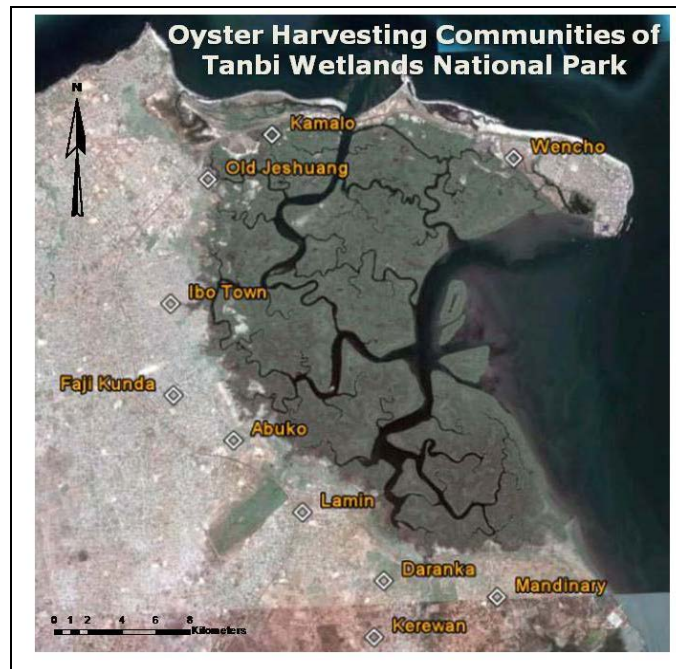 Oyster Harvesting Communities of
Tanbi Wetlands National Park
N
Kamalo
Wencho
Old Jeshuang
Ibo Town
Faji Kunda
Abuko
Lamin
Daranka
Mandinary
0 1 2 4 6 8
Kilometers
Kerewan